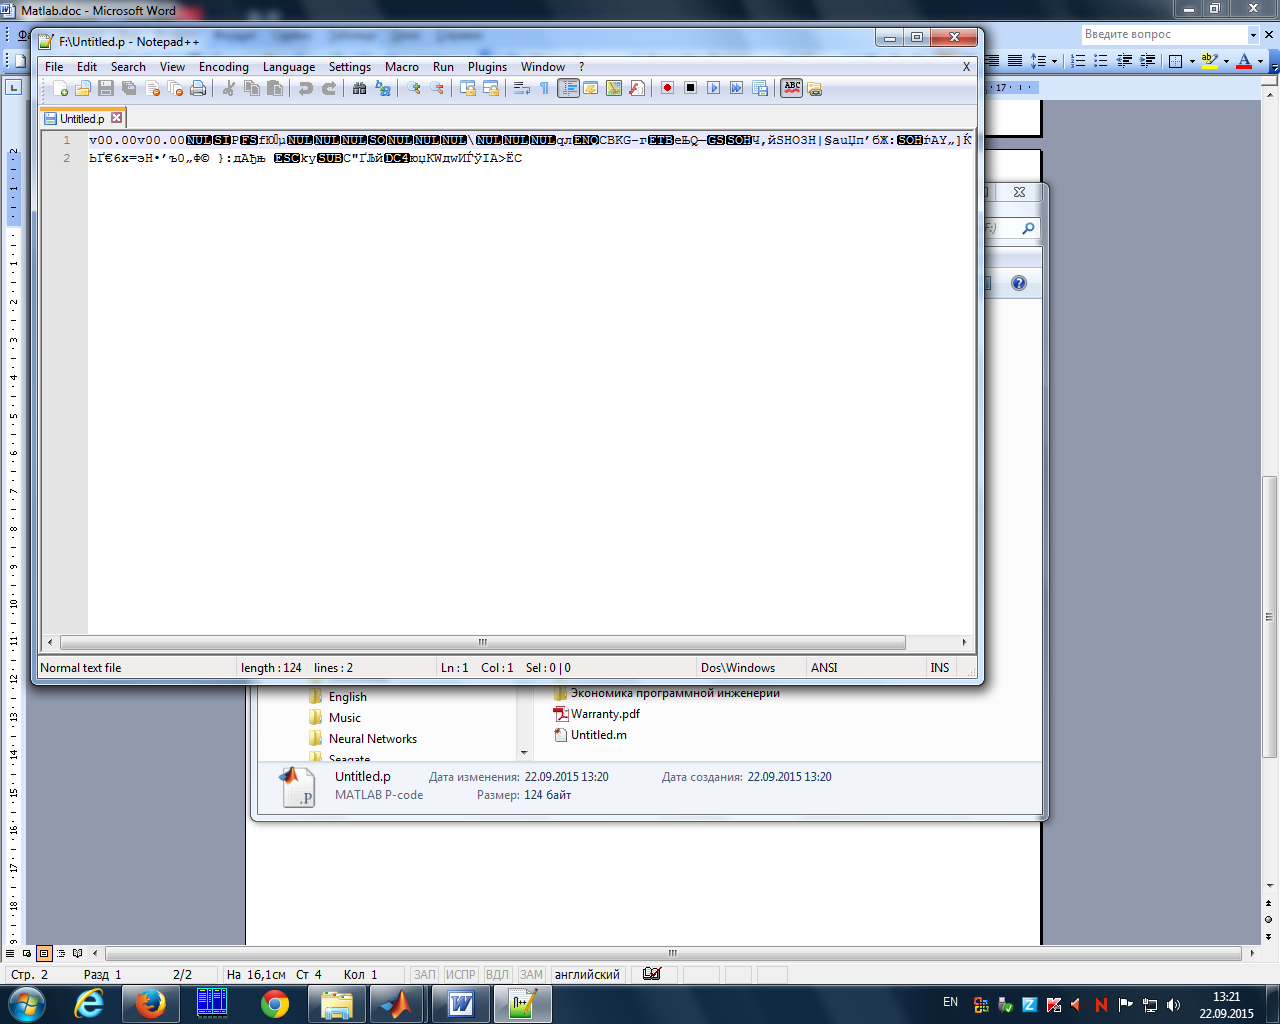 Matlab.doc - Microsoft Word
Введите вопрос
F:\Untitled.p - Notepad++
File Edit Search View Encoding Language Settings Macro Run Plugins Window ? X
Untitled.p
1
2
length : 124 lines : 2
Normal text file
Ln : 1 Col : 1 Sel : 0 | 0
Dos\Windows
ANSI
INS
English
Music
Neural Networks
Seagate
Экономика программной инженерии
Warranty.pdf
Untitled.m
Untitled.p
Дата изменения: 22.09.2015 13:20
Дата создания: 22.09.2015 13:20
MATLAB P-code
Размер: 124 байт
Стр. 2 Разд 1 2/2 На 16,1см Ст 4 Кол 1 ЗАП ИСПР ВДЛ ЗАМ английский
EN
13:21
22.09.2015